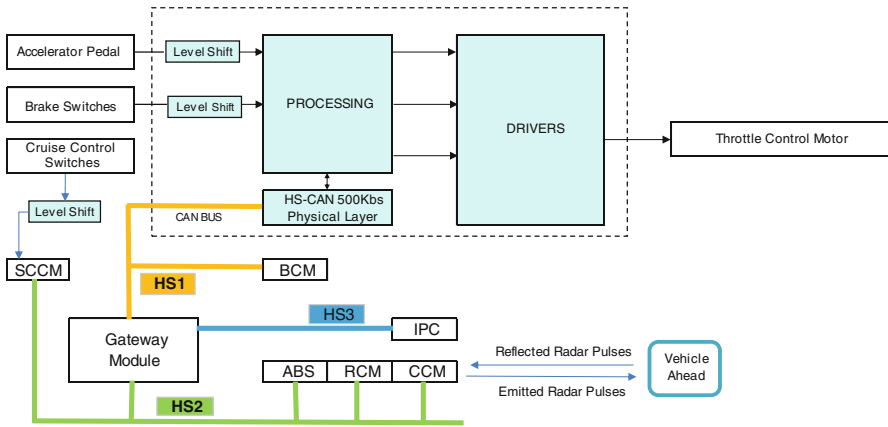 Accelerator Pedal
Level Shift
PROCESSING
Brake Switches
Level Shift
DRIVERS
Throttle Control Motor
Cruise Control
Switches
Level Shift
HS-CAN 500Kbs
Physical Layer
CAN BUS
SCCM
HS1
BCM
HS3
IPC
Gateway
Module
Reflected Radar Pulses
Vehicle
Ahead
ABS
RCM
CCM
Emitted Radar Pulses
HS2